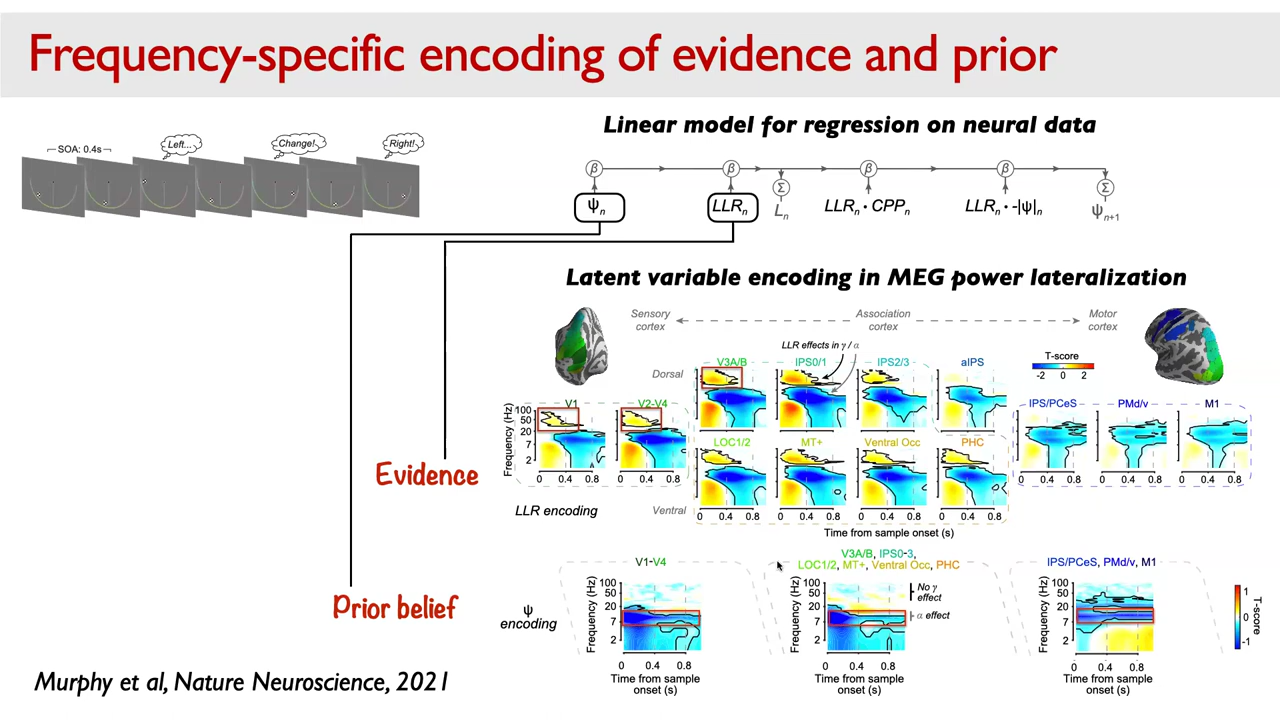 Frequency-specific encoding of evidence and prior
Linear model for regression on neural data
SOA: 0.4s
Left...
Change!
Right!
β β β β
Σ Σ
ψn LLRn Ln LLRn · CPPn LLRn · -|ψ|n ψn+1
Latent variable encoding in MEG power lateralization
Sensory cortex
Association cortex
Motor cortex
LLR effects in γ / α
Dorsal
V3A/B IPS0/1 IPS2/3 aIPS
T-score
-2 0 2
V1 V2-V4
IPS/PCeS PMd/v M1
Frequency (Hz)
100
50
20
7
2
0 0.4 0.8 0 0.4 0.8
LOC1/2 MT+ Ventral Occ PHC
0 0.4 0.8 0 0.4 0.8 0 0.4 0.8
0 0.4 0.8 0 0.4 0.8 0 0.4 0.8 0 0.4 0.8
Evidence
LLR encoding
Ventral
Time from sample onset (s)
V1-V4
V3A/B, IPS0-3,
LOC1/2, MT+, Ventral Occ, PHC
IPS/PCeS, PMd/v, M1
Prior belief
ψ
encoding
Frequency (Hz)
100
50
20
7
2
0 0.4 0.8
Time from sample
onset (s)
Frequency (Hz)
100
50
20
7
2
No γ
effect
α effect
0 0.4 0.8
Time from sample
onset (s)
Frequency (Hz)
100
50
20
7
2
0 0.4 0.8
Time from sample
onset (s)
1
0
-1
T-score
Murphy et al, Nature Neuroscience, 2021